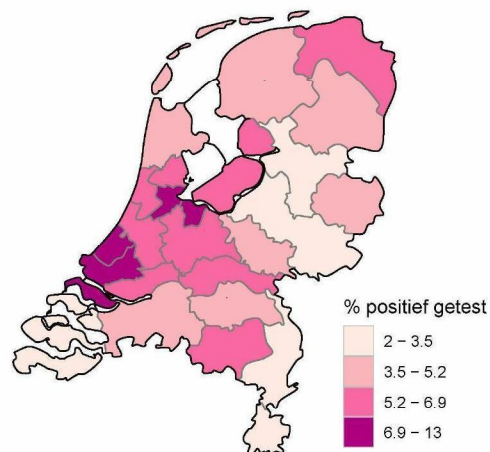 % positief getest
2 – 3.5
3.5 – 5.2
5.2 – 6.9
6.9 – 13